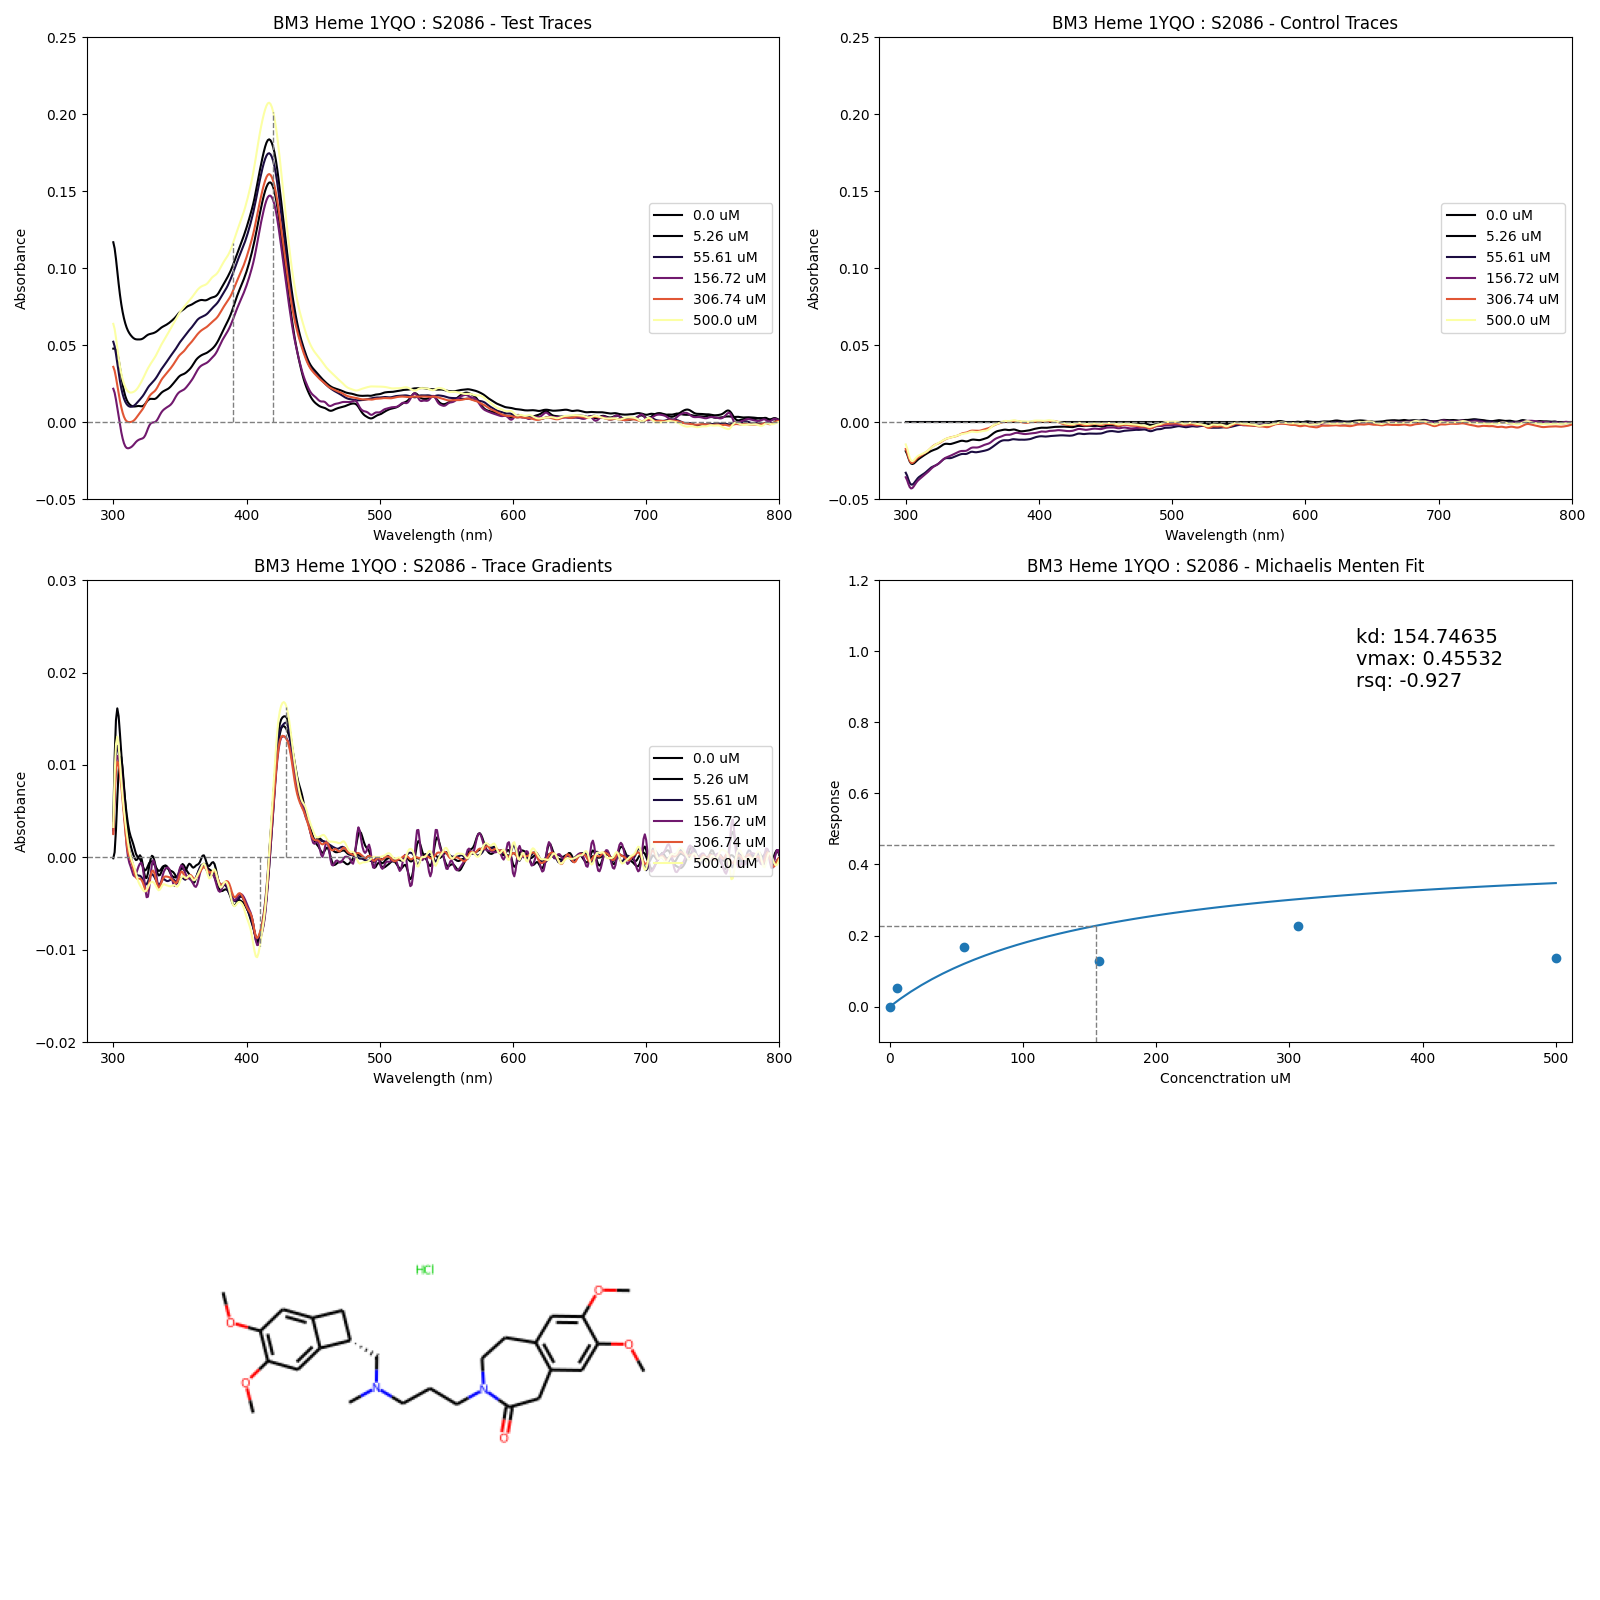 BM3 Heme 1YQO : S2086 - Test Traces
0.25
0.20
0.15
0.10
0.05
0.00
−0.05
Absorbance
300
400
500
600
700
800
Wavelength (nm)
0.0 uM
5.26 uM
55.61 uM
156.72 uM
306.74 uM
500.0 uM
BM3 Heme 1YQO : S2086 - Control Traces
0.25
0.20
0.15
0.10
0.05
0.00
−0.05
Absorbance
300
400
500
600
700
800
Wavelength (nm)
0.0 uM
5.26 uM
55.61 uM
156.72 uM
306.74 uM
500.0 uM
BM3 Heme 1YQO : S2086 - Trace Gradients
0.03
0.02
0.01
0.00
−0.01
−0.02
Absorbance
300
400
500
600
700
800
Wavelength (nm)
0.0 uM
5.26 uM
55.61 uM
156.72 uM
306.74 uM
500.0 uM
BM3 Heme 1YQO : S2086 - Michaelis Menten Fit
1.2
1.0
0.8
0.6
0.4
0.2
0.0
Response
kd: 154.74635
vmax: 0.45532
rsq: -0.927
0
100
200
300
400
500
Concenctration uM
HCl
O
O
N
N
O
O
O